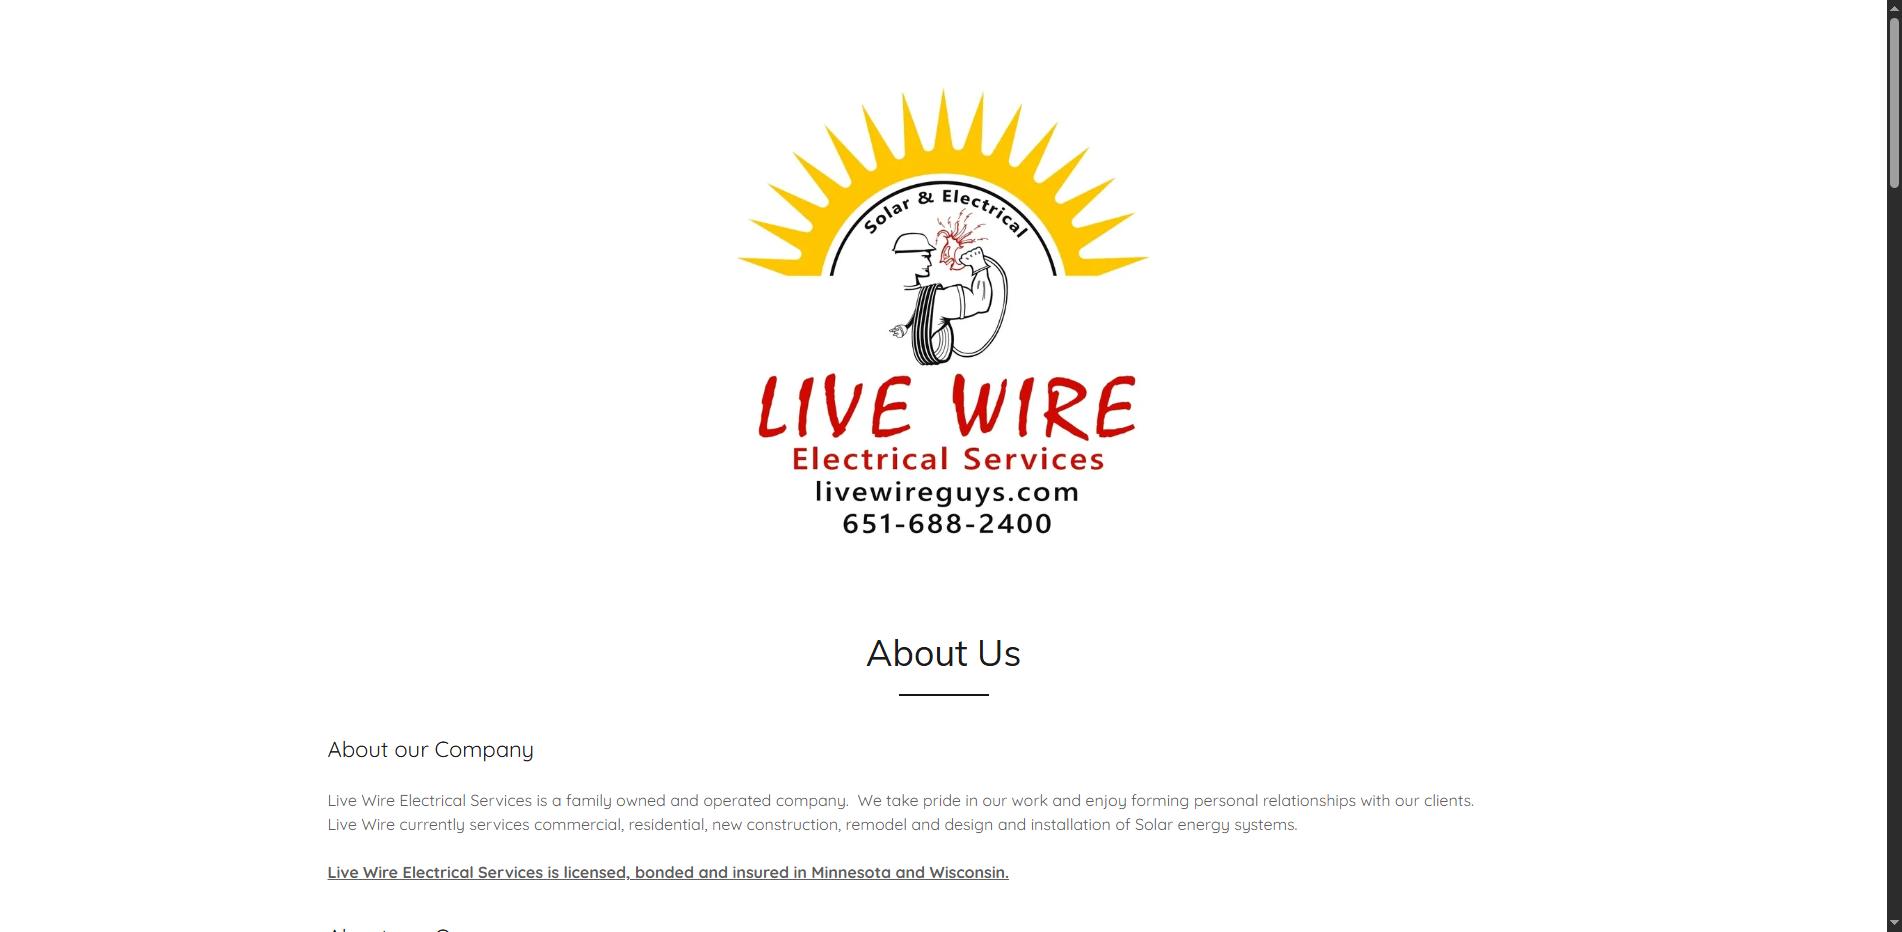 Solar & Electrical
LIVE WIRE
Electrical Services
livewireguys.com
651-688-2400
About Us
About our Company
Live Wire Electrical Services is a family owned and operated company.  We take pride in our work and enjoy forming personal relationships with our clients.
Live Wire currently services commercial, residential, new construction, remodel and design and installation of Solar energy systems.
Live Wire Electrical Services is licensed, bonded and insured in Minnesota and Wisconsin.